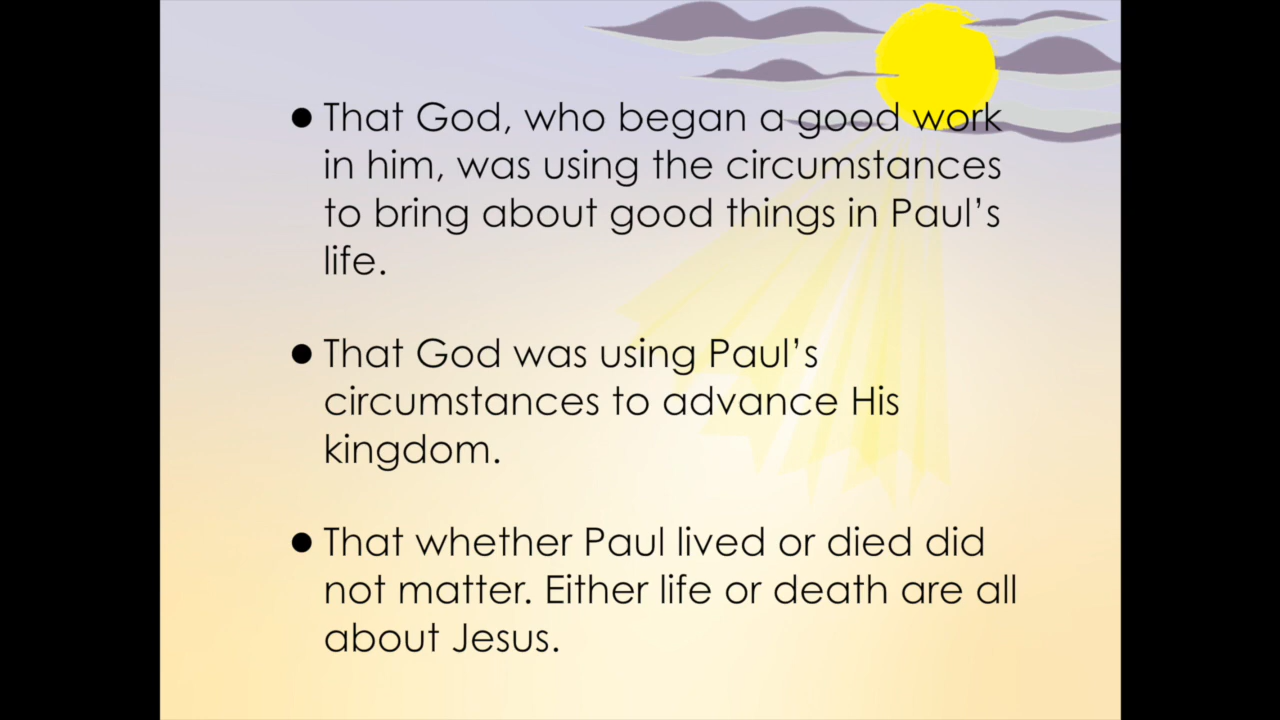 • That God, who began a good work
in him, was using the circumstances
to bring about good things in Paul’s
life.
• That God was using Paul’s
circumstances to advance His
kingdom.
• That whether Paul lived or died did
not matter. Either life or death are all
about Jesus.